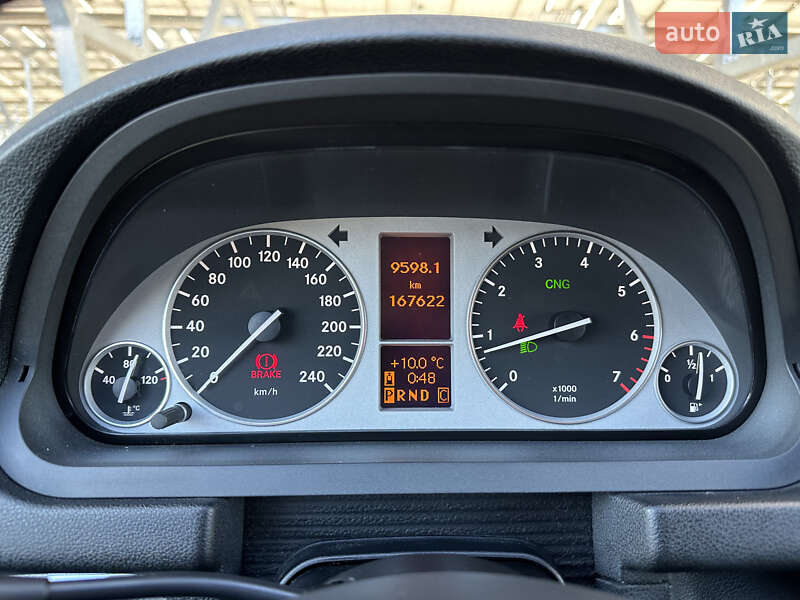 auto RIA.com
0 20 40 60 80 100 120 140 160 180 200 220 240
BRAKE
km/h
40 80 120
°C
9598.1
km
167622
+10.0 °C
0:48
PRND C
0 1 2 3 4 5 6 7
CNG
x1000
1/min
0 ½ 1